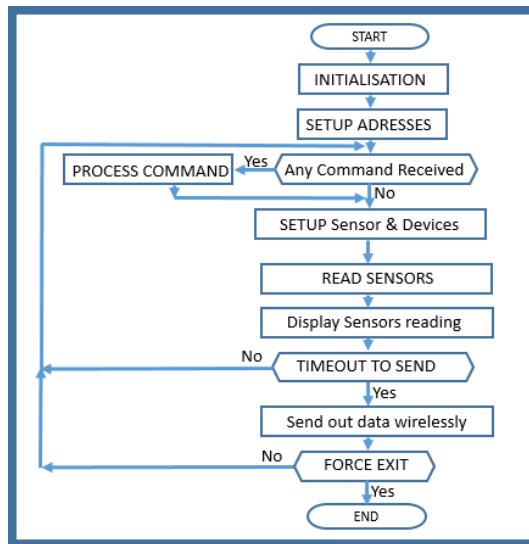 START
INITIALISATION
SETUP ADRESSES
PROCESS COMMAND
Yes
Any Command Received
No
SETUP Sensor & Devices
READ SENSORS
Display Sensors reading
No
TIMEOUT TO SEND
Yes
Send out data wirelessly
No
FORCE EXIT
Yes
END